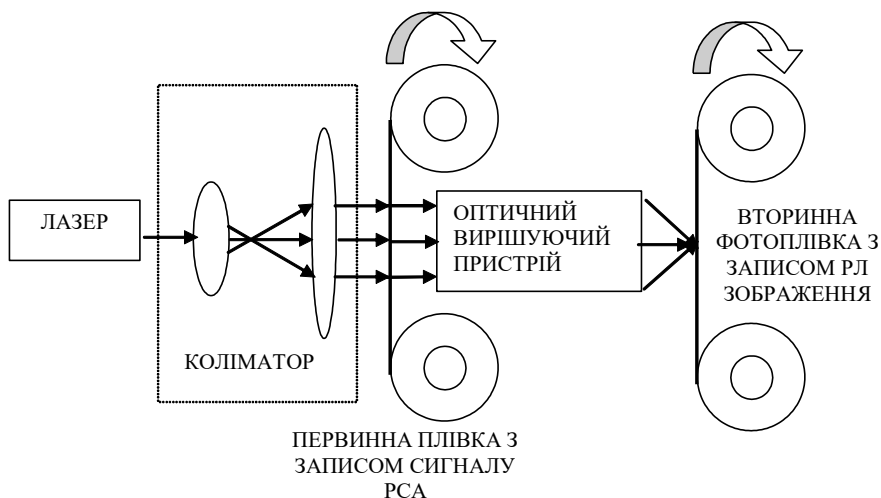 ЛАЗЕР
КОЛІМАТОР
ПЕРВИННА ПЛІВКА З
ЗАПИСОМ СИГНАЛУ
РСА
ОПТИЧНИЙ
ВИРІШУЮЧИЙ
ПРИСТРІЙ
ВТОРИННА
ФОТОПЛІВКА З
ЗАПИСОМ РЛ
ЗОБРАЖЕННЯ